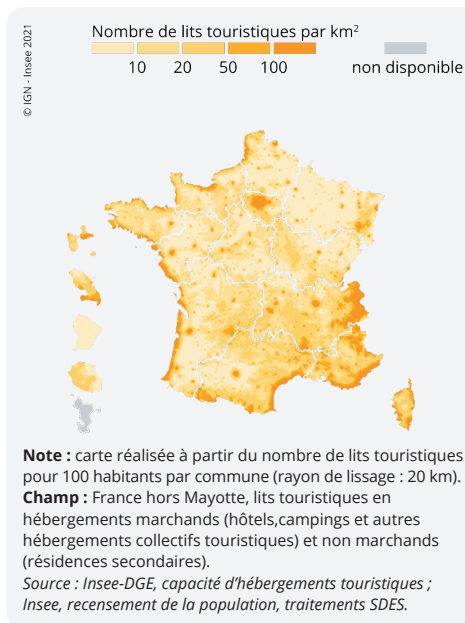 © IGN - Insee 2021
Nombre de lits touristiques par km²
10 20 50 100
non disponible
Note : carte réalisée à partir du nombre de lits touristiques
pour 100 habitants par commune (rayon de lissage : 20 km).
Champ : France hors Mayotte, lits touristiques en
hébergements marchands (hôtels,campings et autres
hébergements collectifs touristiques) et non marchands
(résidences secondaires).
Source : Insee-DGE, capacité d’hébergements touristiques ;
Insee, recensement de la population, traitements SDES.